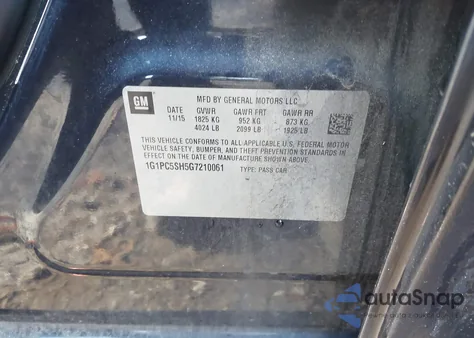 GM
MFD BY GENERAL MOTORS LLC
DATE GVWR GAWR FRT GAWR RR
11/15 1825 KG 952 KG 873 KG
4024 LB 2099 LB 1925 LB
THIS VEHICLE CONFORMS TO ALL APPLICABLE U.S. FEDERAL MOTOR
VEHICLE SAFETY, BUMPER, AND THEFT PREVENTION STANDARDS IN
EFFECT ON THE DATE OF MANUFACTURE SHOWN ABOVE.
1G1PC5SH5G7210061 TYPE: PASS CAR
autaSnap